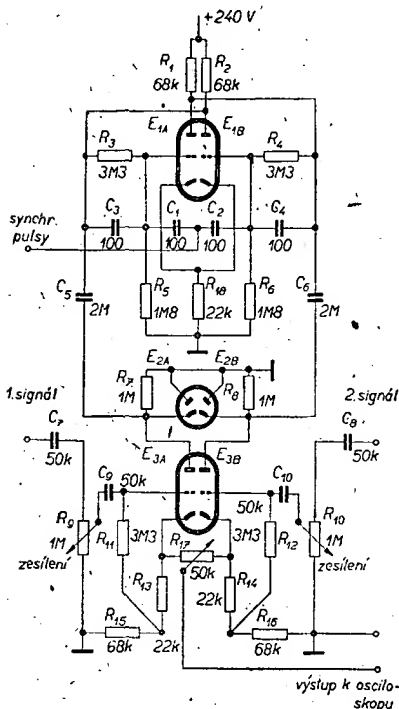 +240 V
R1
R2
68k
68k
E1A
E1B
R3
R4
3M3
3M3
synchr.
pulsy
C3
C1
C2
C4
100
100
100
100
C5
R5
R18
R6
C6
2M
1M8
22k
1M8
2M
E2A
E2B
R7
R8
1M
1M
1.signál
2.signál
C7
C8
50k
50k
E3A
E3B
C9
C10
50k
50k
R9
R10
1M
1M
zesílení
zesílení
R11
R12
3M3
3M3
R17
50k
R13
R14
22k
22k
R15
R16
68k
68k
výstup k oscilo-
skopu